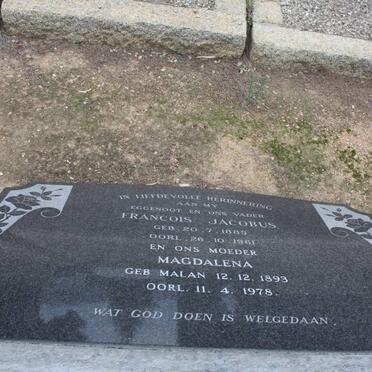 IN LIEFDEVOLLE HERINNERING
AAN MY
EGGENOOT EN ONS VADER
FRANCOIS JACOBUS
GEB. 20. 7. 1885
OORL. 26. 10. 1961
EN ONS MOEDER
MAGDALENA
GEB MALAN 12. 12. 1893
OORL. 11. 4. 1978.
WAT GOD DOEN IS WELGEDAAN.